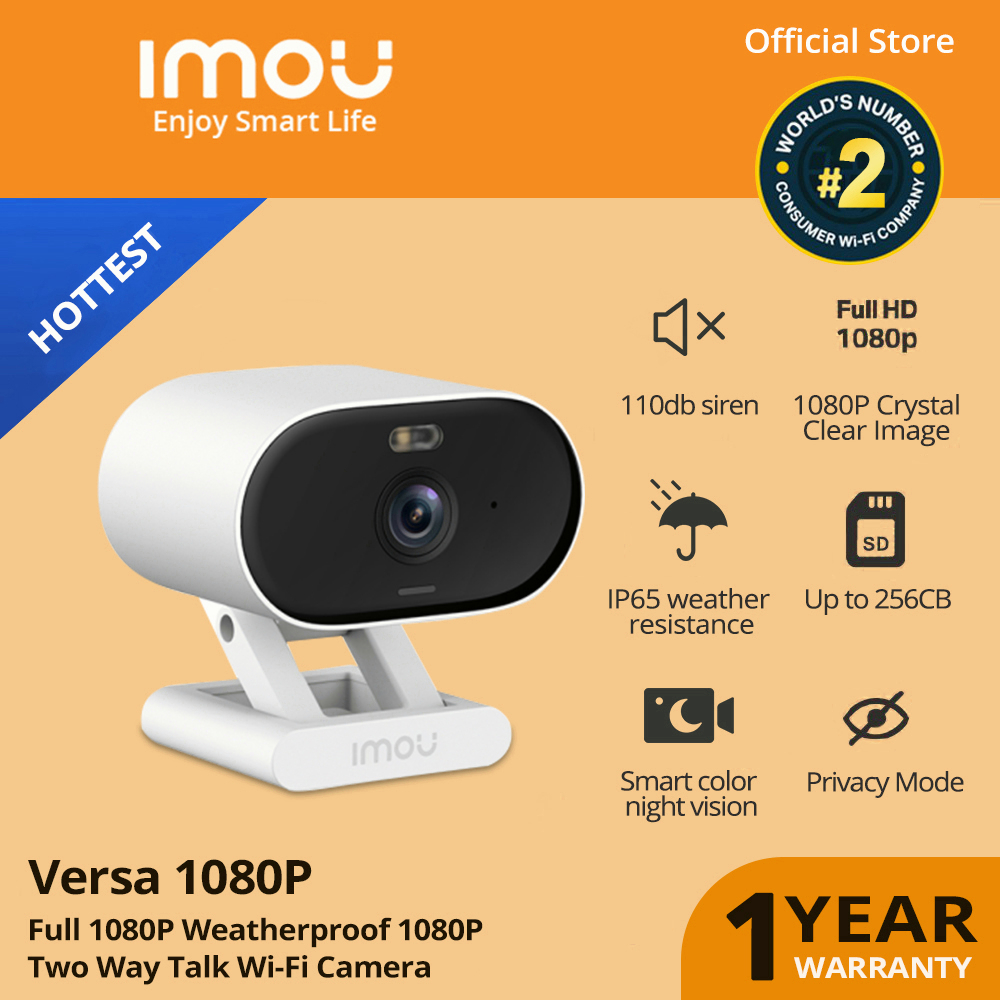 imou
Enjoy Smart Life
Official Store
WORLD'S NUMBER
#2
CONSUMER Wi-Fi COMPANY
HOTTEST
Full HD
1080p
110db siren
1080P Crystal
Clear Image
SD
IP65 weather
resistance
Up to 256CB
Smart color
night vision
Privacy Mode
imou
Versa 1080P
Full 1080P Weatherproof 1080P
Two Way Talk Wi-Fi Camera
1 YEAR
WARRANTY